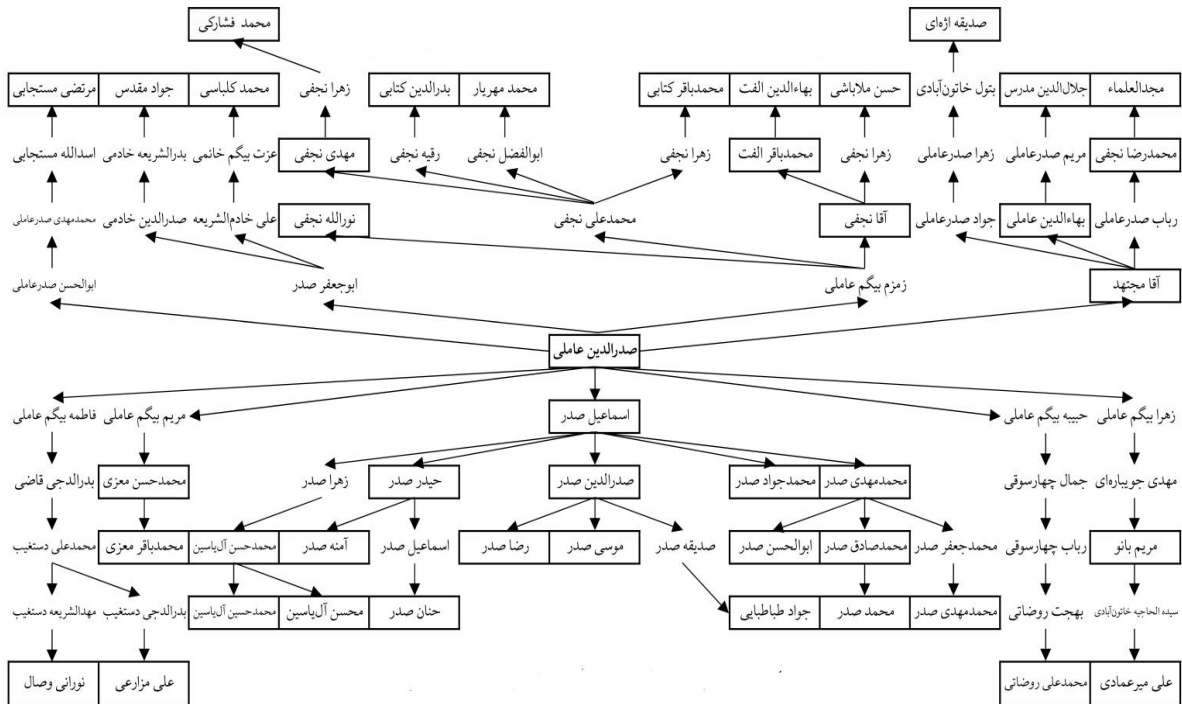 صدیقه اژه‌ای محمد فشارکی
مجدالعلماء جلال‌الدین مدرس بتول خاتون‌آبادی حسن ملاباشی بهاءالدین الفت محمدباقر کتابی محمد مهریار بدرالدین کتابی زهرا نجفی محمد کلباسی جواد مقدس مرتضی مستجابی
محمدرضا نجفی مریم صدرعاملی زهرا صدرعاملی زهرا نجفی محمدباقر الفت زهرا نجفی ابوالفضل نجفی رقیه نجفی مهدی نجفی عزت بیگم خاتمی بدرالشریعه خادمی اسدالله مستجابی
رباب صدرعاملی بهاءالدین عاملی جواد صدرعاملی آقا نجفی محمدعلی نجفی نورالله نجفی علی خادم‌الشریعه صدرالدین خادمی محمدمهدی صدرعاملی
آقا مجتهد زمزم بیگم عاملی ابوجعفر صدر ابوالحسن صدرعاملی
صدرالدین عاملی
زهرا بیگم عاملی حبیبه بیگم عاملی اسماعیل صدر مریم بیگم عاملی فاطمه بیگم عاملی
مهدی جویباره‌ای جمال چهارسوقی محمدمهدی صدر محمدجواد صدر صدرالدین صدر حیدر صدر زهرا صدر محمدحسن معزی بدرالدجی قاضی
مریم بانو رباب چهارسوقی محمدجعفر صدر محمدصادق صدر ابوالحسن صدر صدیقه صدر موسی صدر رضا صدر اسماعیل صدر آمنه صدر محمدحسن آل‌یاسین محمدباقر معزی محمدعلی دستغیب
سیده الحاجیه خاتون‌آبادی بهجت روضاتی محمدمهدی صدر محمد صدر جواد طباطبایی حنان صدر محسن آل‌یاسین محمدحسین آل‌یاسین بدرالدجی دستغیب مهدالشریعه دستغیب
علی میرعمادی محمدعلی روضاتی علی مزارعی نورانی وصال